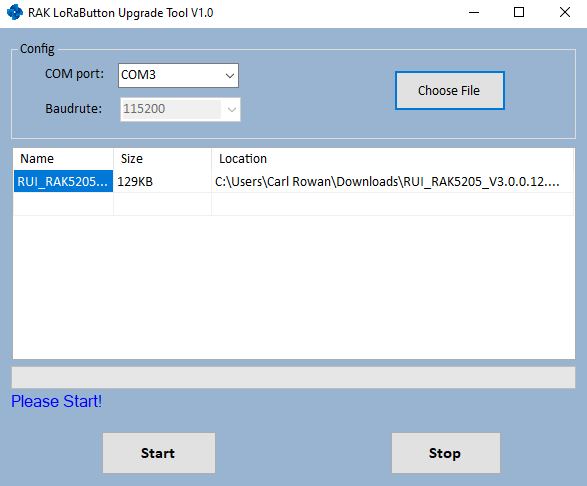 RAK LoRaButton Upgrade Tool V1.0
Config
COM port: COM3
Choose File
Baudrute: 115200
Name Size Location
RUI_RAK5205... 129KB C:\Users\Carl Rowan\Downloads\RUI_RAK5205_V3.0.0.12....
Please Start!
Start Stop